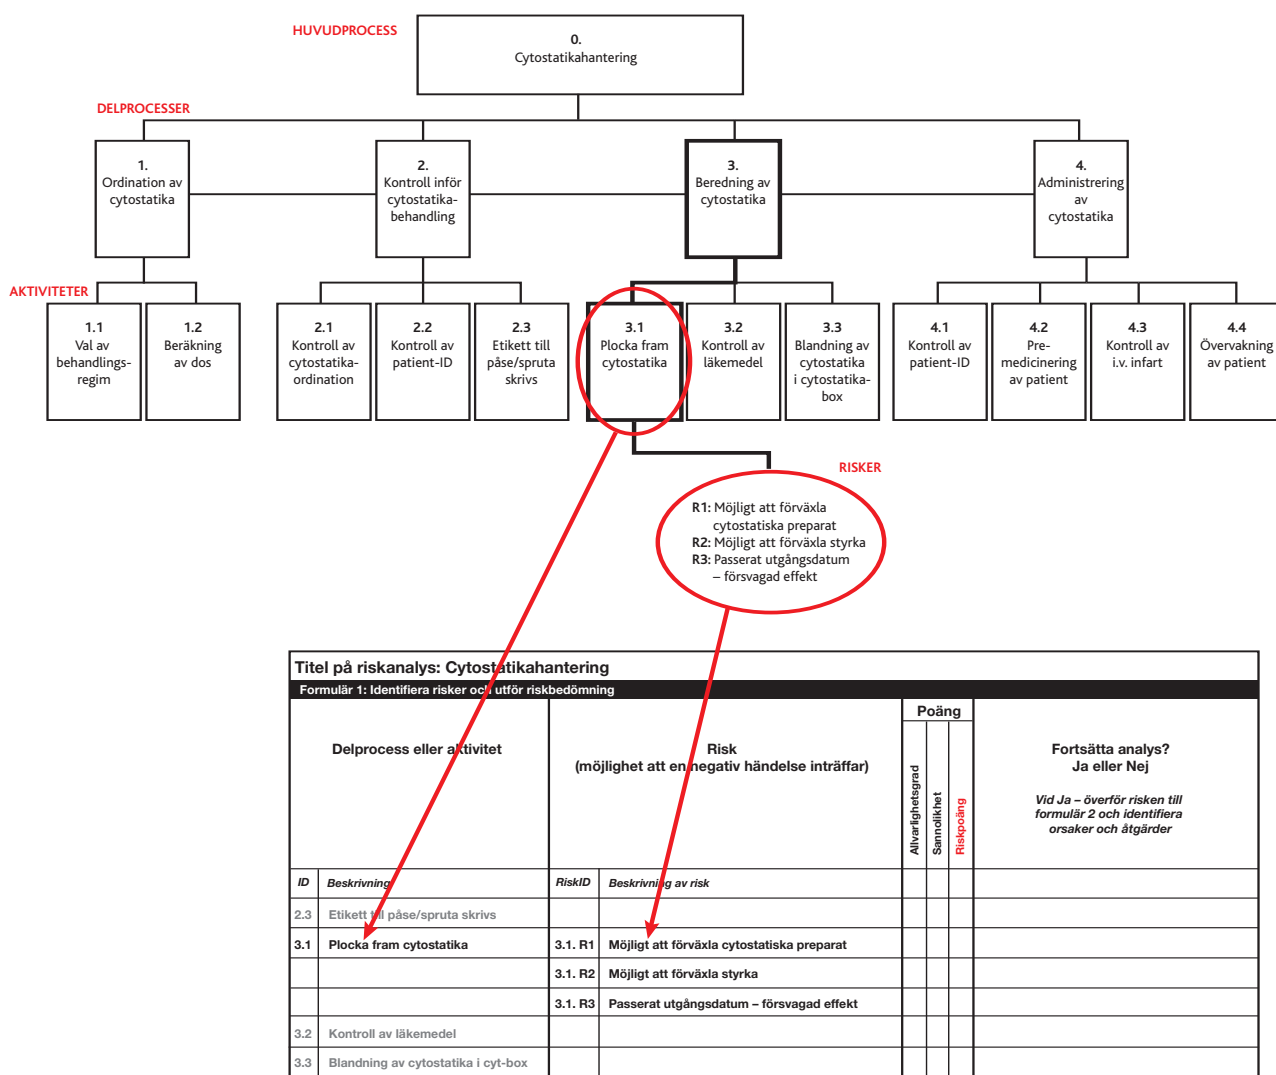 HUVUDPROCESS
0.
Cytostatikahantering
DELPROCESSER
1.
Ordination av
cytostatika
2.
Kontroll inför
cytostatika-
behandling
3.
Beredning av
cytostatika
4.
Administrering
av
cytostatika
AKTIVITETER
1.1
Val av
behandlings-
regim
1.2
Beräkning
av dos
2.1
Kontroll av
cytostatika-
ordination
2.2
Kontroll av
patient-ID
2.3
Etikett till
påse/spruta
skrivs
3.1
Plocka fram
cytostatika
3.2
Kontroll av
läkemedel
3.3
Blandning av
cytostatika
i cytostatika-
box
4.1
Kontroll av
patient-ID
4.2
Pre-
medicinering
av patient
4.3
Kontroll av
i.v. infart
4.4
Övervakning
av patient
RISKER
R1: Möjligt att förväxla
cytostatiska preparat
R2: Möjligt att förväxla styrka
R3: Passerat utgångsdatum
– försvagad effekt
Titel på riskanalys: Cytostatikahantering
Formulär 1: Identifiera risker och utför riskbedömning
Delprocess eller aktivitet
Risk
(möjlighet att en negativ händelse inträffar)
Poäng
Allvarlighetsgrad
Sannolikhet
Riskpoäng
Fortsätta analys?
Ja eller Nej
Vid Ja – överför risken till
formulär 2 och identifiera
orsaker och åtgärder
ID Beskrivning RiskID Beskrivning av risk
2.3 Etikett till påse/spruta skrivs
3.1 Plocka fram cytostatika 3.1. R1 Möjligt att förväxla cytostatiska preparat
3.1. R2 Möjligt att förväxla styrka
3.1. R3 Passerat utgångsdatum – försvagad effekt
3.2 Kontroll av läkemedel
3.3 Blandning av cytostatika i cyt-box